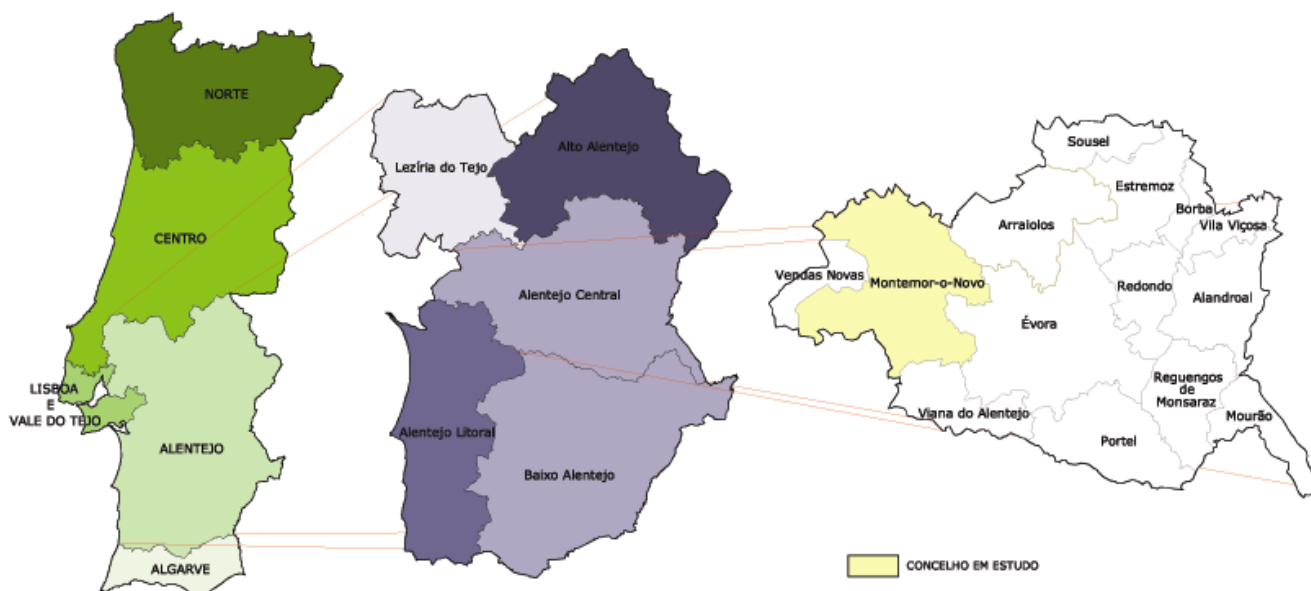 NORTE
CENTRO
LISBOA
E
VALE DO TEJO
ALENTEJO
ALGARVE
Lezíria do Tejo
Alto Alentejo
Alentejo Central
Alentejo Litoral
Baixo Alentejo
Sousel
Estremoz
Borba
Vila Viçosa
Arraiolos
Vendas Novas
Montemor-o-Novo
Redondo
Alandroal
Évora
Reguengos
de
Monsaraz
Viana do Alentejo
Mourão
Portel
CONCELHO EM ESTUDO